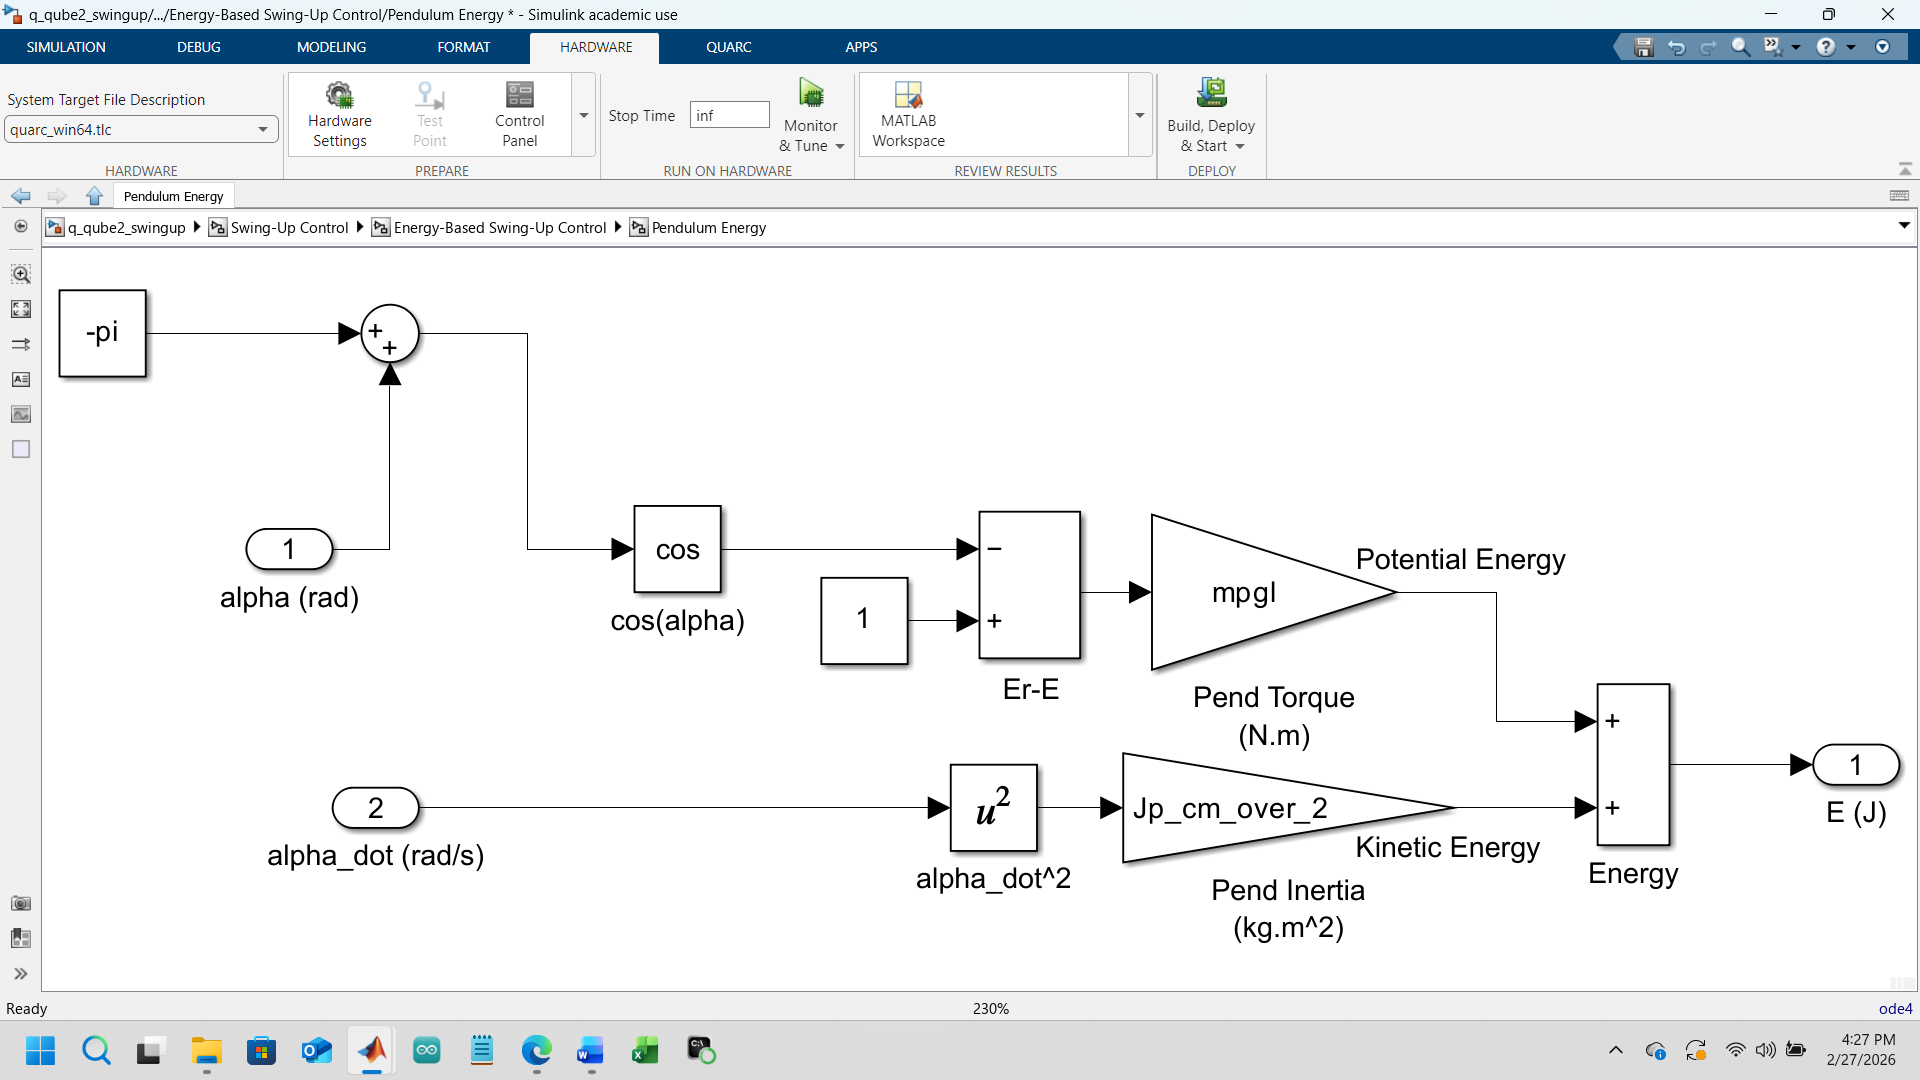 q_qube2_swingup/.../Energy-Based Swing-Up Control/Pendulum Energy * - Simulink academic use
SIMULATION DEBUG MODELING FORMAT HARDWARE QUARC APPS
System Target File Description
quarc_win64.tlc
HARDWARE
Hardware
Settings
Test
Point
Control
Panel
PREPARE
Stop Time inf
Monitor
& Tune
RUN ON HARDWARE
MATLAB
Workspace
REVIEW RESULTS
Build, Deploy
& Start
DEPLOY
Pendulum Energy
q_qube2_swingup Swing-Up Control Energy-Based Swing-Up Control Pendulum Energy
-pi
+
+
1
alpha (rad)
cos
cos(alpha)
1
−
+
Er-E
mpgl
Potential Energy
Pend Torque
(N.m)
2
alpha_dot (rad/s)
u²
alpha_dot^2
Jp_cm_over_2
Kinetic Energy
Pend Inertia
(kg.m^2)
+
+
Energy
1
E (J)
Ready 230% ode4
4:27 PM
2/27/2026